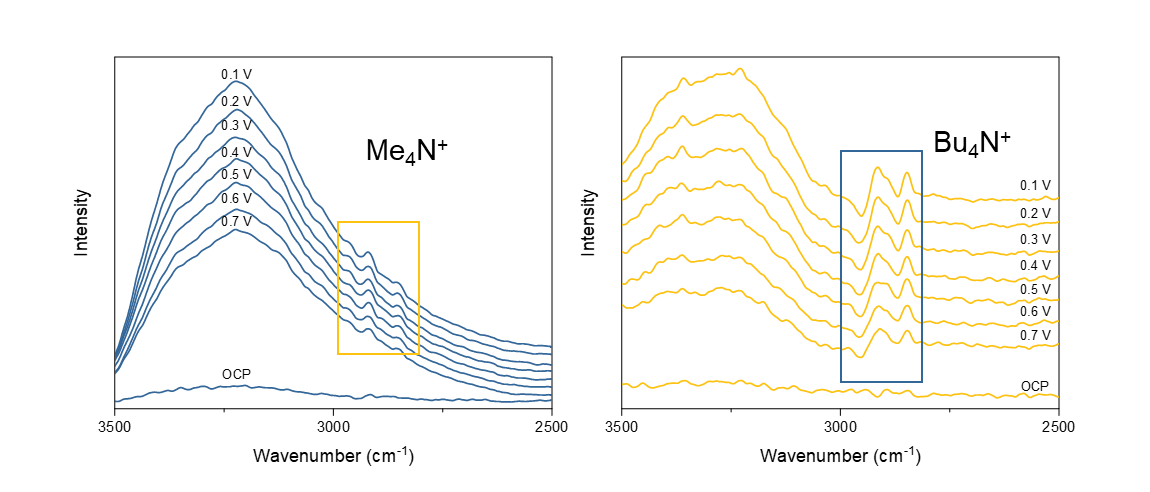 0.1 V
0.2 V
0.3 V
0.4 V
0.5 V
0.6 V
0.7 V
OCP
Me₄N⁺
Intensity
3500 3000 2500
Wavenumber (cm⁻¹)
Bu₄N⁺
0.1 V
0.2 V
0.3 V
0.4 V
0.5 V
0.6 V
0.7 V
OCP
Intensity
3500 3000 2500
Wavenumber (cm⁻¹)